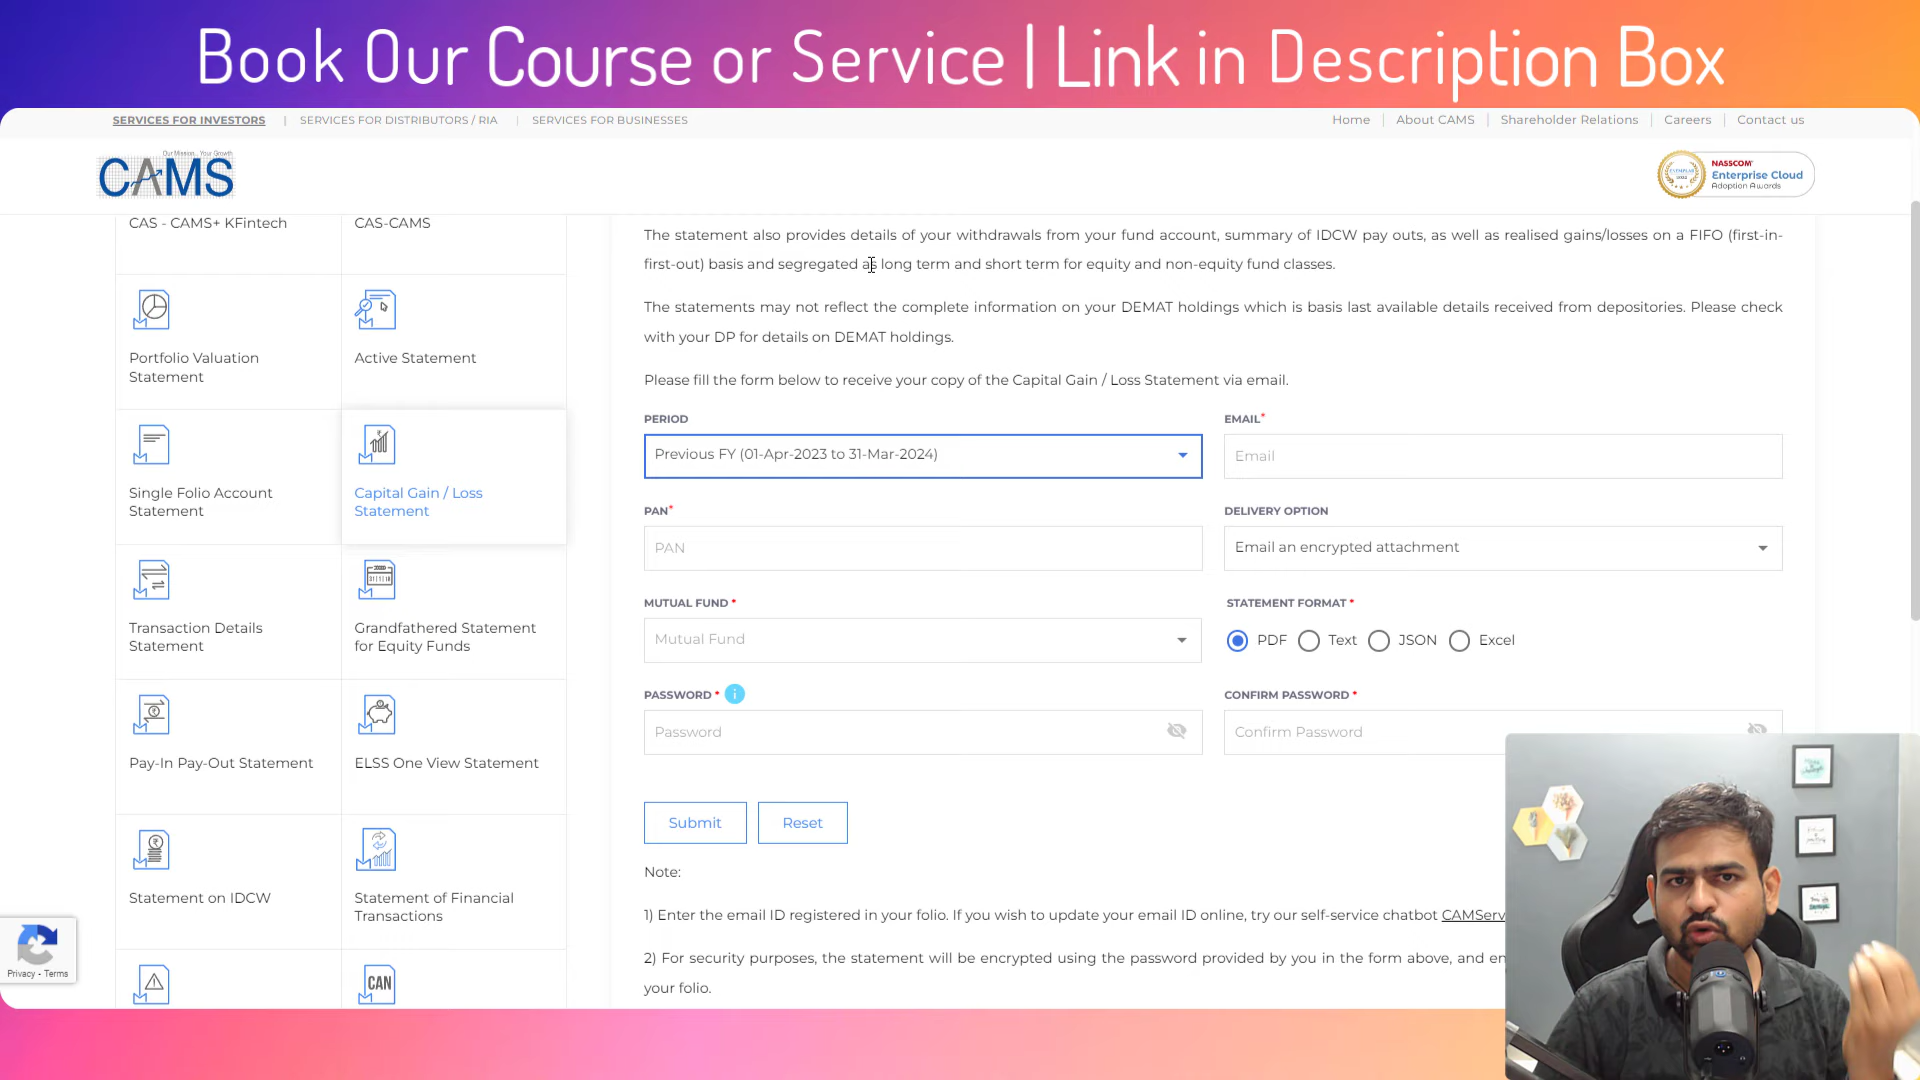 Book Our Course or Service | Link in Description Box
SERVICES FOR INVESTORS | SERVICES FOR DISTRIBUTORS / RIA | SERVICES FOR BUSINESSES
Home | About CAMS | Shareholder Relations | Careers | Contact us
Our Mission... Your Growth
CAMS
NASSCOM
Enterprise Cloud
Adoption Awards
CAS - CAMS+ KFintech
CAS-CAMS
Portfolio Valuation
Statement
Active Statement
Single Folio Account
Statement
Capital Gain / Loss
Statement
Transaction Details
Statement
Grandfathered Statement
for Equity Funds
Pay-In Pay-Out Statement
ELSS One View Statement
Statement on IDCW
Statement of Financial
Transactions
CAN
Privacy - Terms
The statement also provides details of your withdrawals from your fund account, summary of IDCW pay outs, as well as realised gains/losses on a FIFO (first-in-
first-out) basis and segregated as long term and short term for equity and non-equity fund classes.
The statements may not reflect the complete information on your DEMAT holdings which is basis last available details received from depositories. Please check
with your DP for details on DEMAT holdings.
Please fill the form below to receive your copy of the Capital Gain / Loss Statement via email.
PERIOD
Previous FY (01-Apr-2023 to 31-Mar-2024)
EMAIL*
Email
PAN*
PAN
DELIVERY OPTION
Email an encrypted attachment
MUTUAL FUND *
Mutual Fund
STATEMENT FORMAT *
PDF Text JSON Excel
PASSWORD * i
Password
CONFIRM PASSWORD *
Confirm Password
Submit
Reset
Note:
1) Enter the email ID registered in your folio. If you wish to update your email ID online, try our self-service chatbot CAMServ
2) For security purposes, the statement will be encrypted using the password provided by you in the form above, and en
your folio.